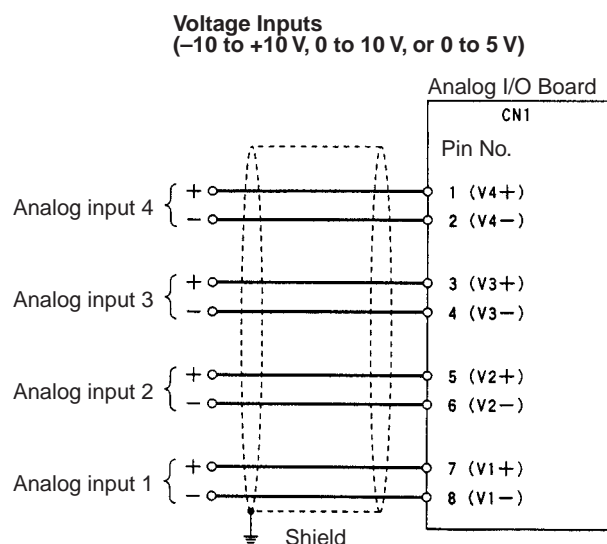 Voltage Inputs
(–10 to +10 V, 0 to 10 V, or 0 to 5 V)
Analog I/O Board
CN1
Pin No.
Analog input 4 + 1 (V4+)
− 2 (V4−)
Analog input 3 + 3 (V3+)
− 4 (V3−)
Analog input 2 + 5 (V2+)
− 6 (V2−)
Analog input 1 + 7 (V1+)
− 8 (V1−)
Shield